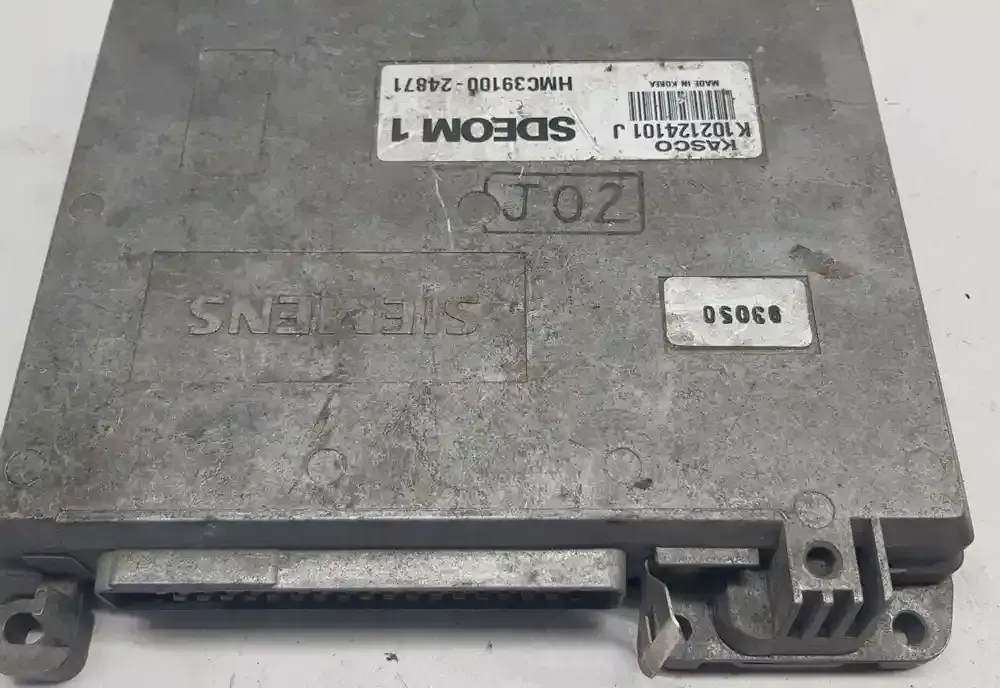 KASCO
K102124101 J
SDEOM 1
MADE IN KOREA
HMC39100-24871
J02
93050
SIEMENS